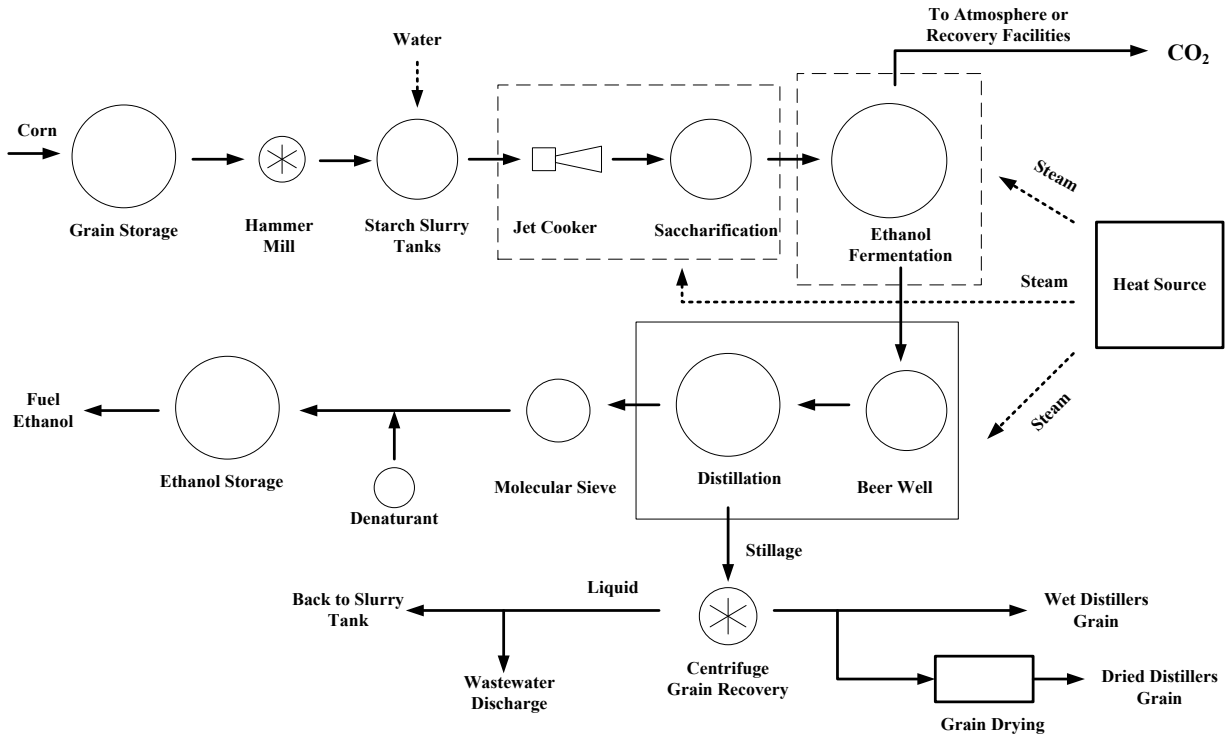 To Atmosphere or
Recovery Facilities
CO₂
Water
Corn
Grain Storage
Hammer
Mill
Starch Slurry
Tanks
Jet Cooker
Saccharification
Ethanol
Fermentation
Steam
Steam
Heat Source
Steam
Fuel
Ethanol
Ethanol Storage
Denaturant
Molecular Sieve
Distillation
Beer Well
Stillage
Back to Slurry
Tank
Liquid
Wastewater
Discharge
Centrifuge
Grain Recovery
Wet Distillers
Grain
Dried Distillers
Grain
Grain Drying